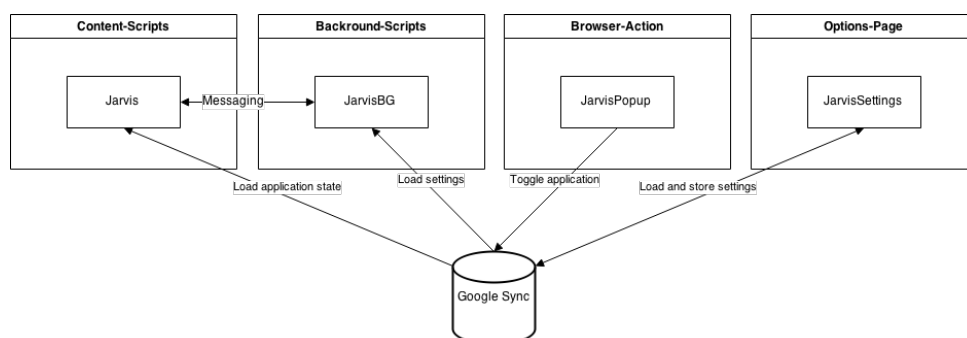 Content-Scripts
Backround-Scripts
Browser-Action
Options-Page
Jarvis
Messaging
JarvisBG
JarvisPopup
JarvisSettings
Load application state
Load settings
Toggle application
Load and store settings
Google Sync